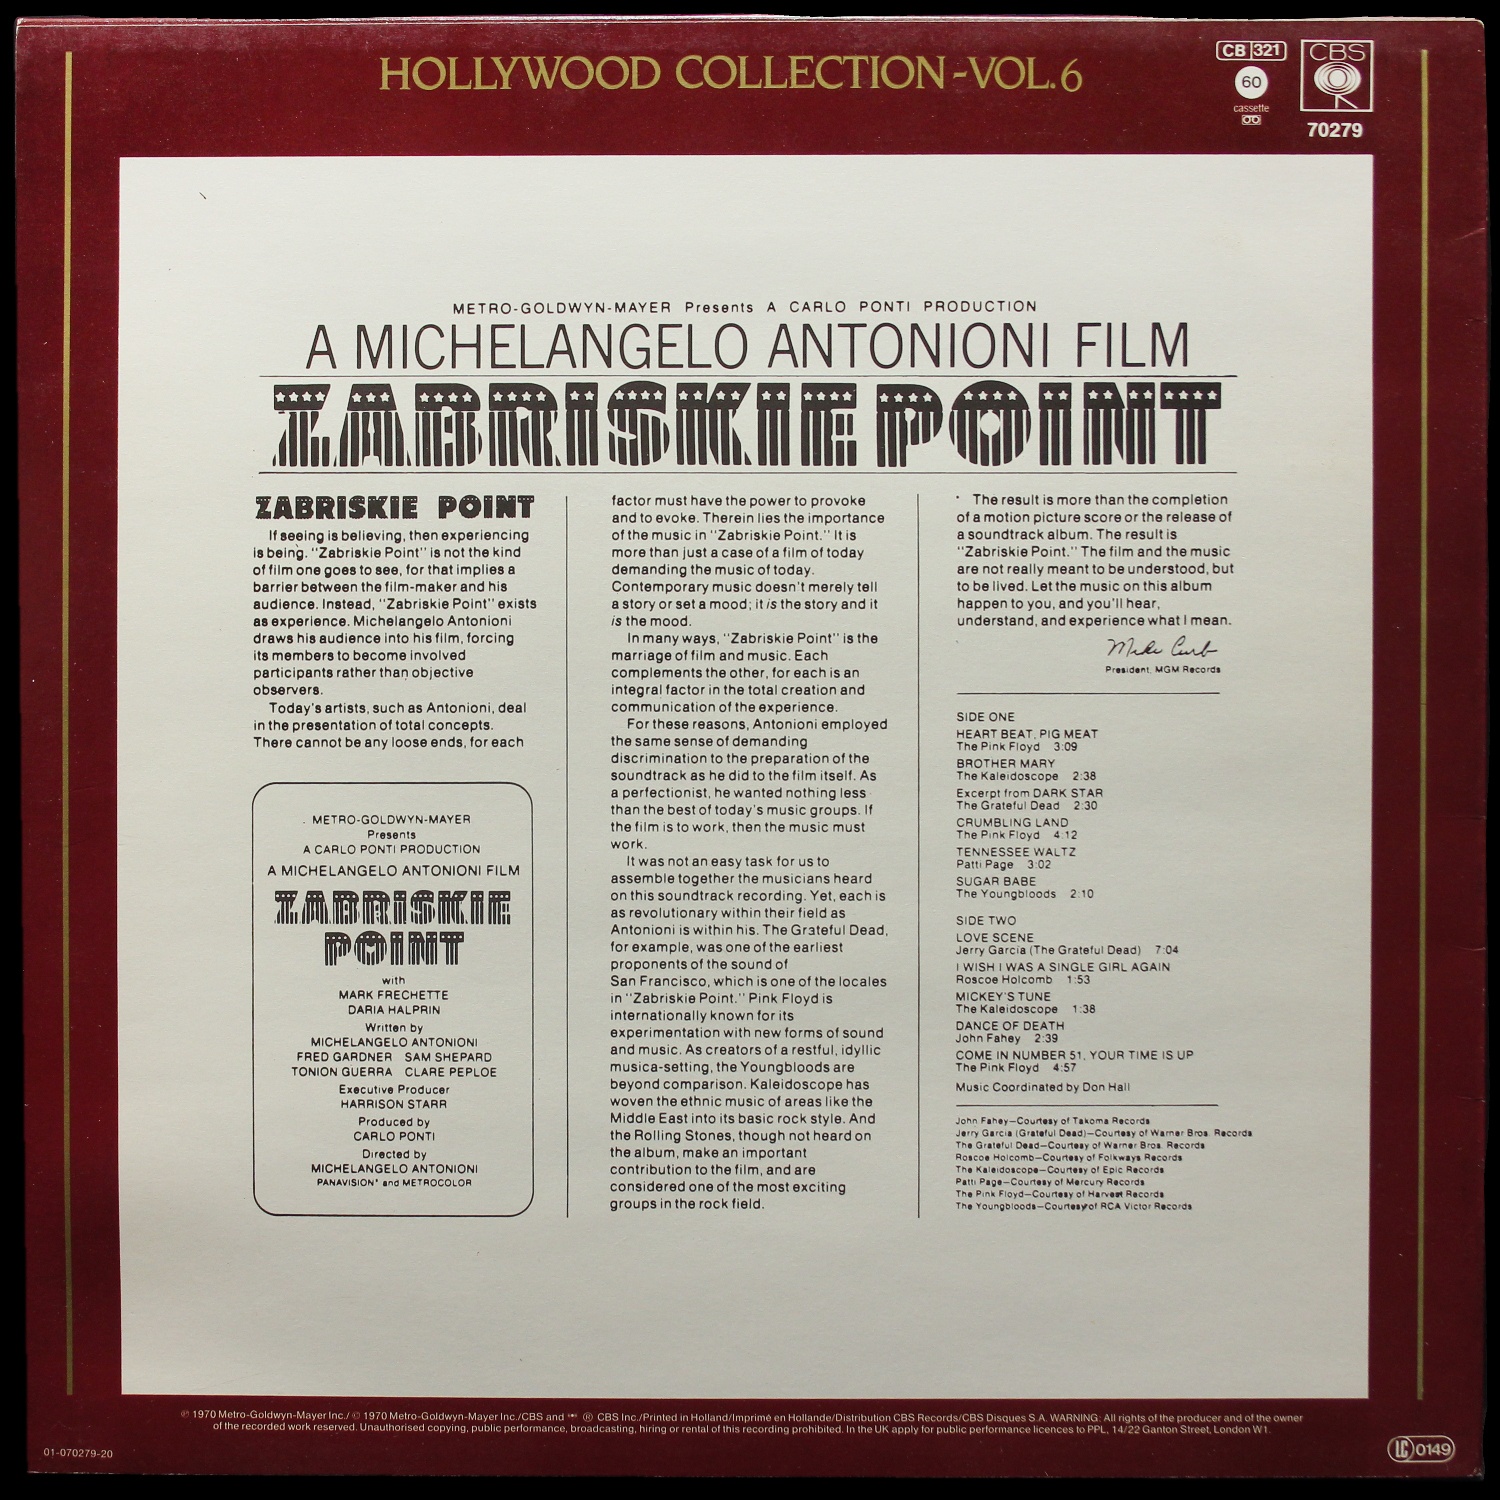 HOLLYWOOD COLLECTION-VOL.6
CB 321
60
cassette
CBS
70279
METRO-GOLDWYN-MAYER Presents A CARLO PONTI PRODUCTION
A MICHELANGELO ANTONIONI FILM
ZABRISKIE POINT
ZABRISKIE POINT
If seeing is believing, then experiencing
is being. "Zabriskie Point" is not the kind
of film one goes to see, for that implies a
barrier between the film-maker and his
audience. Instead, "Zabriskie Point" exists
as experience. Michelangelo Antonioni
draws his audience into his film, forcing
its members to become involved
participants rather than objective
observers.
Today's artists, such as Antonioni, deal
in the presentation of total concepts.
There cannot be any loose ends, for each
METRO-GOLDWYN-MAYER
Presents
A CARLO PONTI PRODUCTION
A MICHELANGELO ANTONIONI FILM
ZABRISKIE
POINT
with
MARK FRECHETTE
DARIA HALPRIN
Written by
MICHELANGELO ANTONIONI
FRED GARDNER SAM SHEPARD
TONION GUERRA CLARE PEPLOE
Executive Producer
HARRISON STARR
Produced by
CARLO PONTI
Directed by
MICHELANGELO ANTONIONI
PANAVISION® and METROCOLOR
factor must have the power to provoke
and to evoke. Therein lies the importance
of the music in "Zabriskie Point." It is
more than just a case of a film of today
demanding the music of today.
Contemporary music doesn't merely tell
a story or set a mood; it is the story and it
is the mood.
In many ways, "Zabriskie Point" is the
marriage of film and music. Each
complements the other, for each is an
integral factor in the total creation and
communication of the experience.
For these reasons, Antonioni employed
the same sense of demanding
discrimination to the preparation of the
soundtrack as he did to the film itself. As
a perfectionist, he wanted nothing less
than the best of today's music groups. If
the film is to work, then the music must
work.
It was not an easy task for us to
assemble together the musicians heard
on this soundtrack recording. Yet, each is
as revolutionary within their field as
Antonioni is within his. The Grateful Dead,
for example, was one of the earliest
proponents of the sound of
San Francisco, which is one of the locales
in "Zabriskie Point." Pink Floyd is
internationally known for its
experimentation with new forms of sound
and music. As creators of a restful, idyllic
musica-setting, the Youngbloods are
beyond comparison. Kaleidoscope has
woven the ethnic music of areas like the
Middle East into its basic rock style. And
the Rolling Stones, though not heard on
the album, make an important
contribution to the film, and are
considered one of the most exciting
groups in the rock field.
The result is more than the completion
of a motion picture score or the release of
a soundtrack album. The result is
"Zabriskie Point." The film and the music
are not really meant to be understood, but
to be lived. Let the music on this album
happen to you, and you'll hear,
understand, and experience what I mean.
Mike Curb
President, MGM Records
SIDE ONE
HEART BEAT, PIG MEAT
The Pink Floyd 3:09
BROTHER MARY
The Kaleidoscope 2:38
Excerpt from DARK STAR
The Grateful Dead 2:30
CRUMBLING LAND
The Pink Floyd 4:12
TENNESSEE WALTZ
Patti Page 3:02
SUGAR BABE
The Youngbloods 2:10
SIDE TWO
LOVE SCENE
Jerry Garcia (The Grateful Dead) 7:04
I WISH I WAS A SINGLE GIRL AGAIN
Roscoe Holcomb 1:53
MICKEY'S TUNE
The Kaleidoscope 1:38
DANCE OF DEATH
John Fahey 2:39
COME IN NUMBER 51, YOUR TIME IS UP
The Pink Floyd 4:57
Music Coordinated by Don Hall
John Fahey—Courtesy of Takoma Records
Jerry Garcia (Grateful Dead)—Courtesy of Warner Bros. Records
The Grateful Dead—Courtesy of Warner Bros. Records
Roscoe Holcomb—Courtesy of Folkways Records
The Kaleidoscope—Courtesy of Epic Records
Patti Page—Courtesy of Mercury Records
The Pink Floyd—Courtesy of Harvest Records
The Youngbloods—Courtesy of RCA Victor Records
℗ 1970 Metro-Goldwyn-Mayer Inc./ © 1970 Metro-Goldwyn-Mayer Inc./CBS and ® CBS Inc./Printed in Holland/Imprimé en Hollande/Distribution CBS Records/CBS Disques S.A. WARNING: All rights of the producer and of the owner
of the recorded work reserved. Unauthorised copying, public performance, broadcasting, hiring or rental of this recording prohibited. In the UK apply for public performance licences to PPL, 14/22 Ganton Street, London W1.
01-070279-20
LC 0149